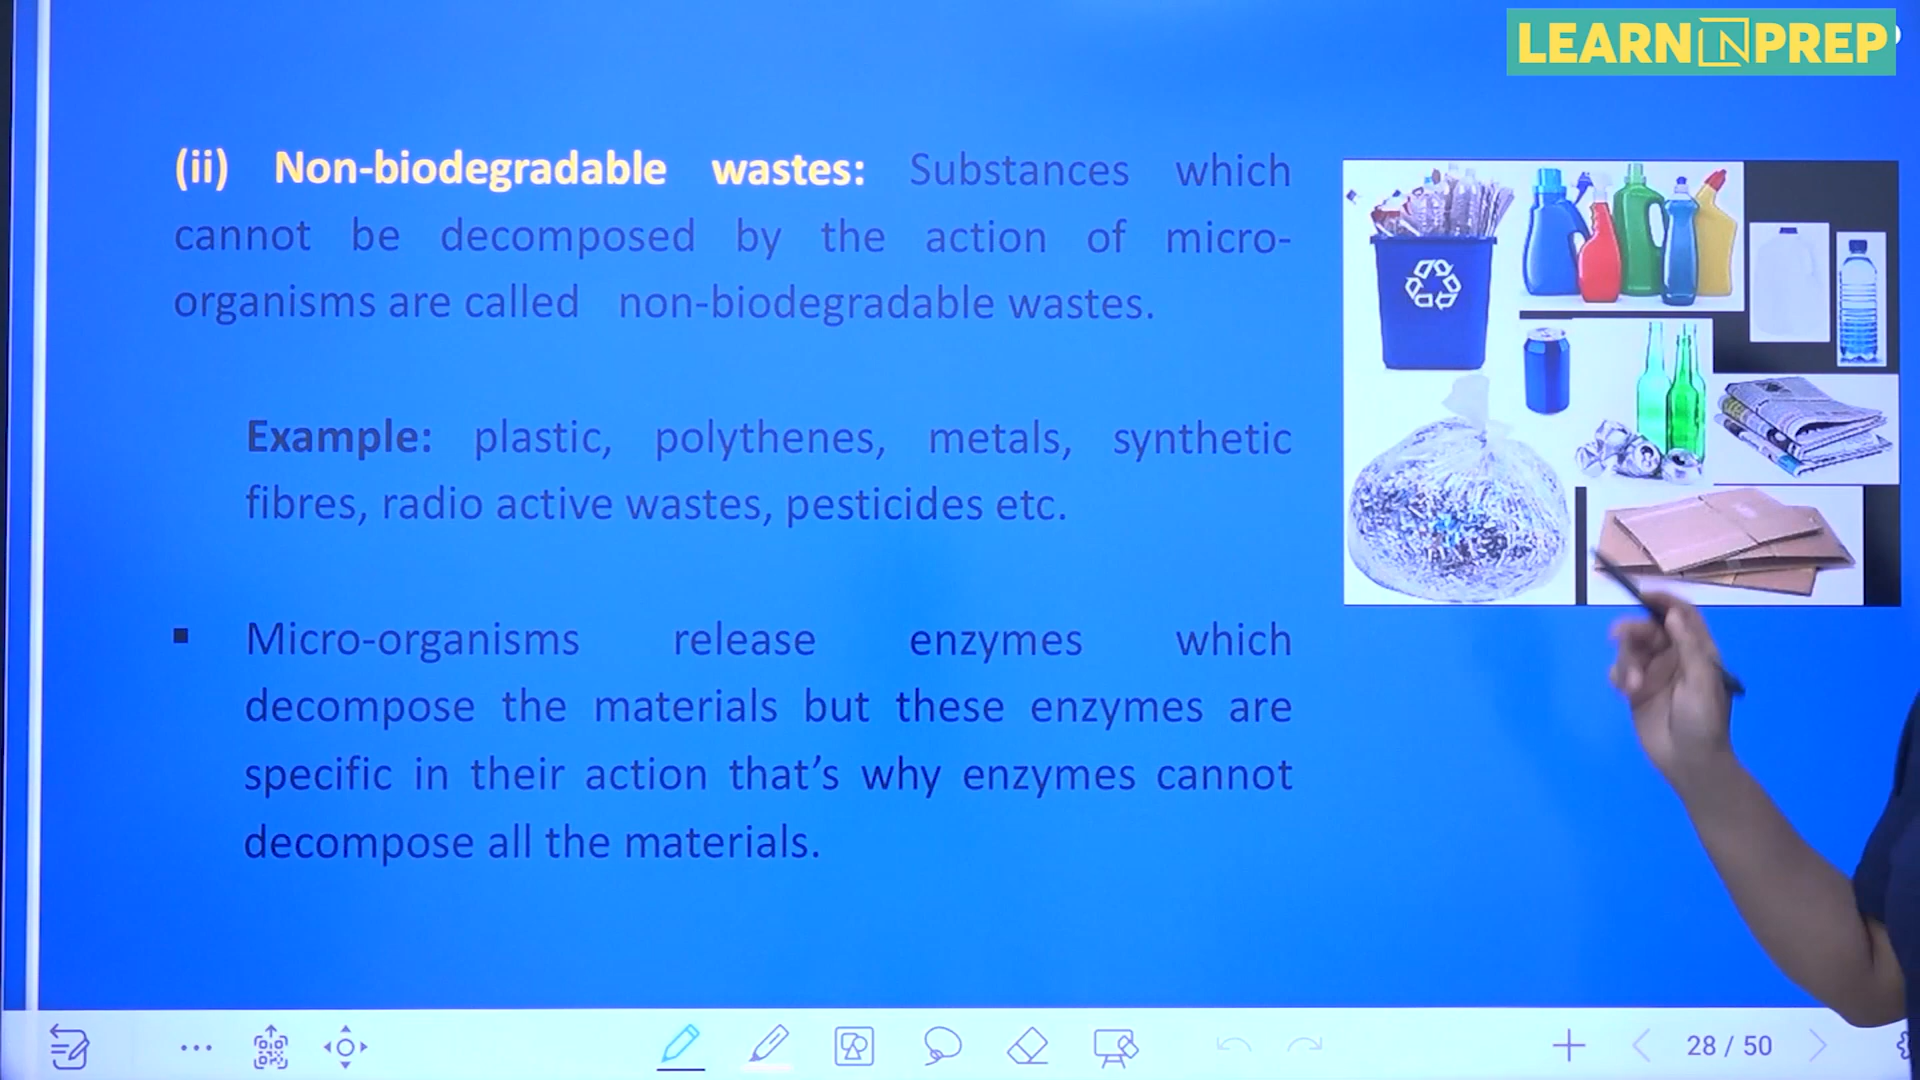 LEARN LN PREP
(ii) Non-biodegradable wastes: Substances which
cannot be decomposed by the action of micro-
organisms are called non-biodegradable wastes.
Example: plastic, polythenes, metals, synthetic
fibres, radio active wastes, pesticides etc.
▪ Micro-organisms release enzymes which
decompose the materials but these enzymes are
specific in their action that’s why enzymes cannot
decompose all the materials.
28 / 50